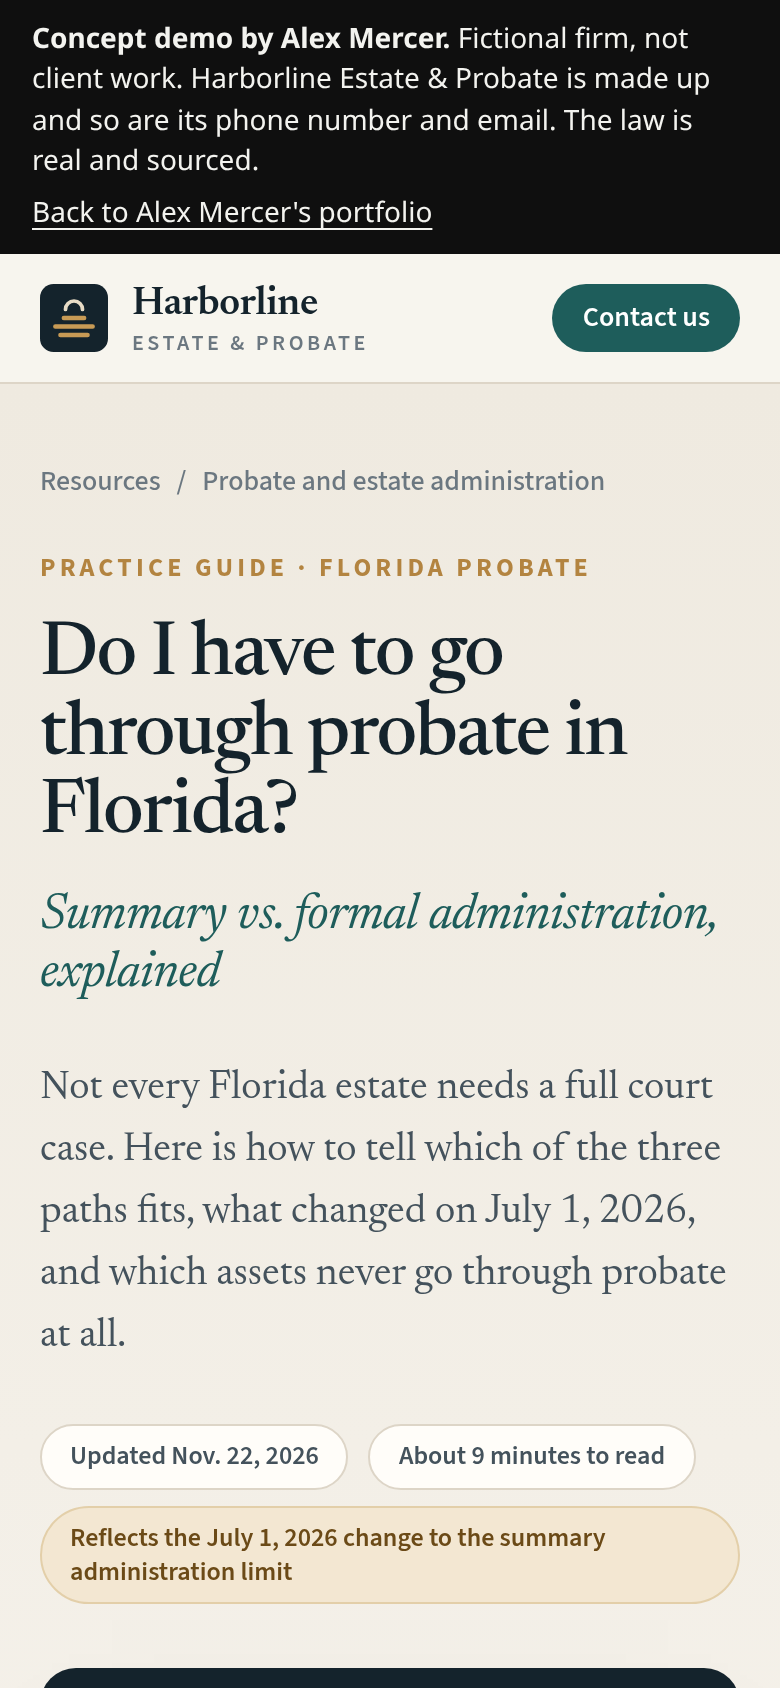 Concept demo by Alex Mercer. Fictional firm, not
client work. Harborline Estate & Probate is made up
and so are its phone number and email. The law is
real and sourced.
Back to Alex Mercer's portfolio
Harborline
ESTATE & PROBATE
Contact us
Resources / Probate and estate administration
PRACTICE GUIDE · FLORIDA PROBATE
Do I have to go
through probate in
Florida?
Summary vs. formal administration,
explained
Not every Florida estate needs a full court
case. Here is how to tell which of the three
paths fits, what changed on July 1, 2026,
and which assets never go through probate
at all.
Updated Nov. 22, 2026
About 9 minutes to read
Reflects the July 1, 2026 change to the summary
administration limit